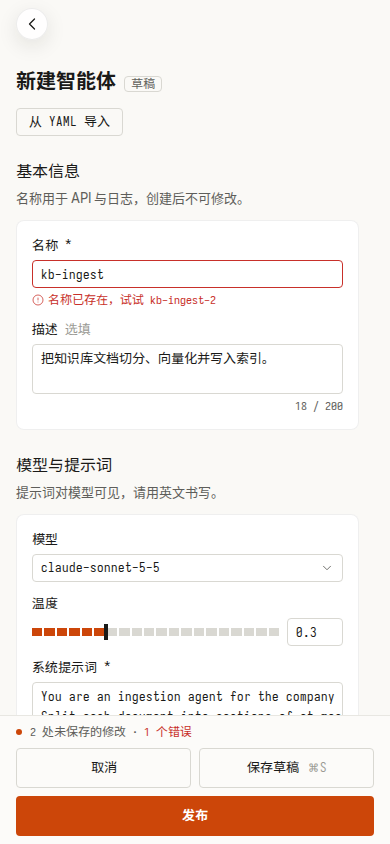 新建智能体 草稿
从 YAML 导入
基本信息
名称用于 API 与日志，创建后不可修改。
名称 *
kb-ingest
名称已存在，试试 kb-ingest-2
描述 选填
把知识库文档切分、向量化并写入索引。
18 / 200
模型与提示词
提示词对模型可见，请用英文书写。
模型
claude-sonnet-5-5
温度
0.3
系统提示词 *
You are an ingestion agent for the company
2 处未保存的修改 · 1 个错误
取消
保存草稿 ⌘S
发布